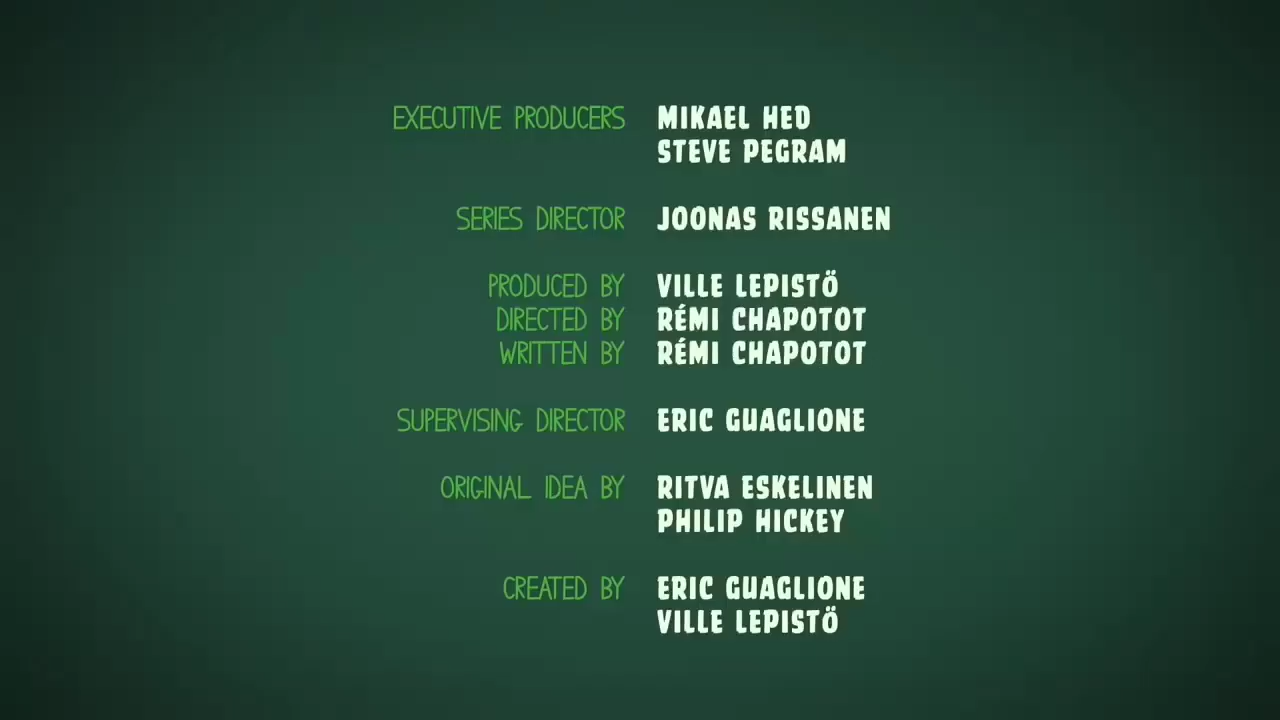 EXECUTIVE PRODUCERS MIKAEL HED
STEVE PEGRAM
SERIES DIRECTOR JOONAS RISSANEN
PRODUCED BY VILLE LEPISTÖ
DIRECTED BY RÉMI CHAPOTOT
WRITTEN BY RÉMI CHAPOTOT
SUPERVISING DIRECTOR ERIC GUAGLIONE
ORIGINAL IDEA BY RITVA ESKELINEN
PHILIP HICKEY
CREATED BY ERIC GUAGLIONE
VILLE LEPISTÖ